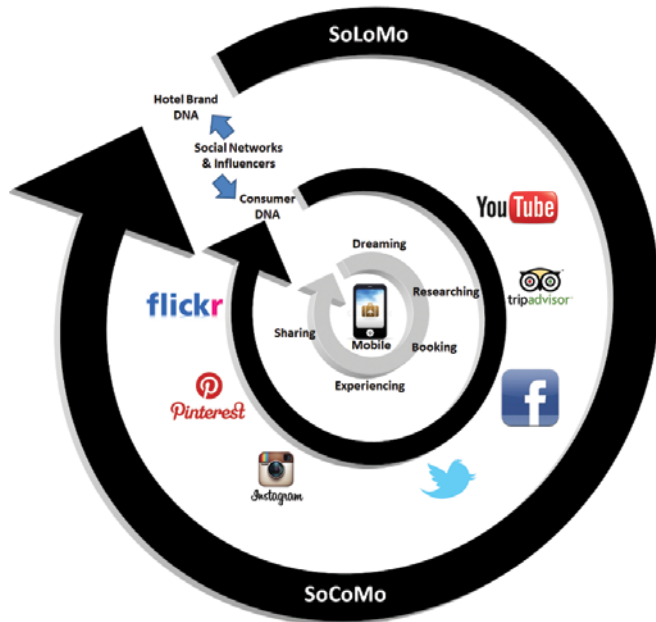 SoLoMo
Hotel Brand
DNA
Social Networks
& Influencers
Consumer
DNA
YouTube
Dreaming
Researching
tripadvisor
flickr
Sharing
Mobile
Booking
Experiencing
Pinterest
f
Instagram
SoCoMo